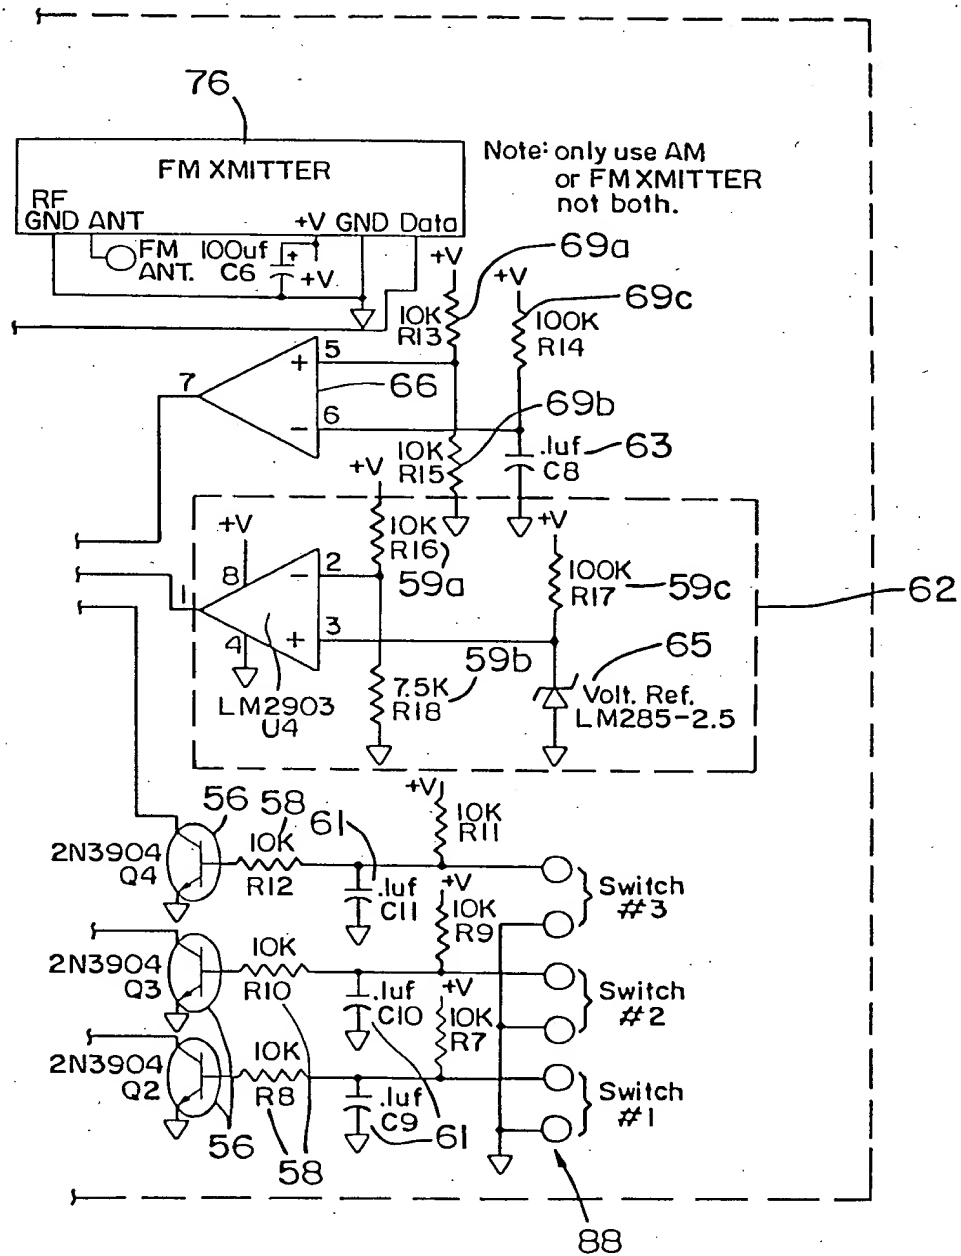 76
FM XMITTER
RF
GND ANT +V GND Data
Note: only use AM
or FM XMITTER
not both.
FM
ANT.
100uf
C6
+
+V
+V
10K
R13
69a
+V
100K
R14
69c
7
+
5
66
6
−
69b
10K
R15
.1uf
C8
63
+V
10K
R16
59a
+V
8
−
2
1
+
3
4
LM2903
U4
+V
100K
R17
59c
62
59b
7.5K
R18
65
Volt. Ref.
LM285-2.5
+V
10K
R11
56
58
61
2N3904
Q4
10K
R12
.1uf
C11
Switch
#3
+V
10K
R9
2N3904
Q3
10K
R10
.1uf
C10
Switch
#2
+V
10K
R7
2N3904
Q2
10K
R8
.1uf
C9
Switch
#1
56
58
58
61
88